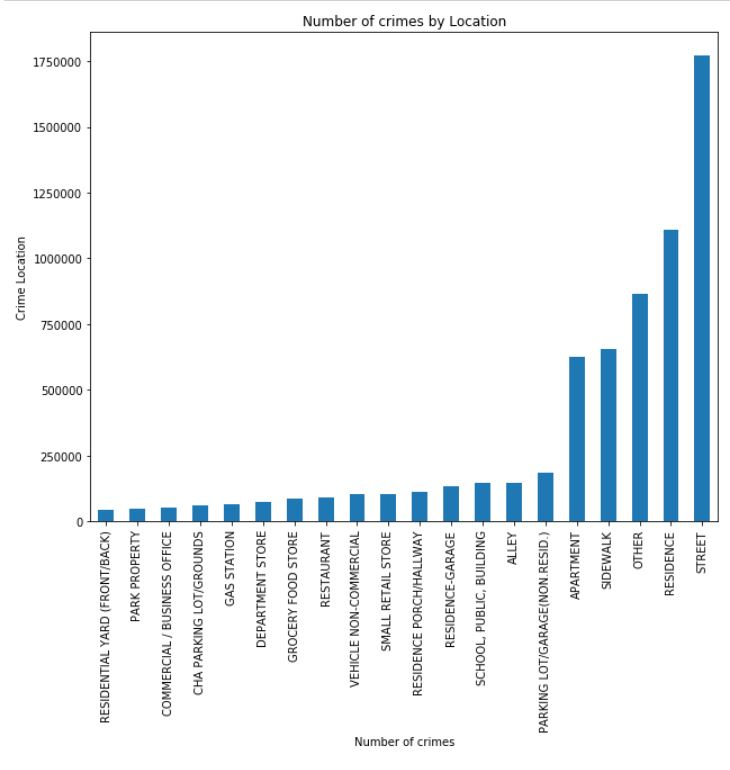 Number of crimes by Location
Crime Location
1750000
1500000
1250000
1000000
750000
500000
250000
0
RESIDENTIAL YARD (FRONT/BACK)
PARK PROPERTY
COMMERCIAL / BUSINESS OFFICE
CHA PARKING LOT/GROUNDS
GAS STATION
DEPARTMENT STORE
GROCERY FOOD STORE
RESTAURANT
VEHICLE NON-COMMERCIAL
SMALL RETAIL STORE
RESIDENCE PORCH/HALLWAY
RESIDENCE-GARAGE
SCHOOL, PUBLIC, BUILDING
ALLEY
PARKING LOT/GARAGE(NON.RESID.)
APARTMENT
SIDEWALK
OTHER
RESIDENCE
STREET
Number of crimes